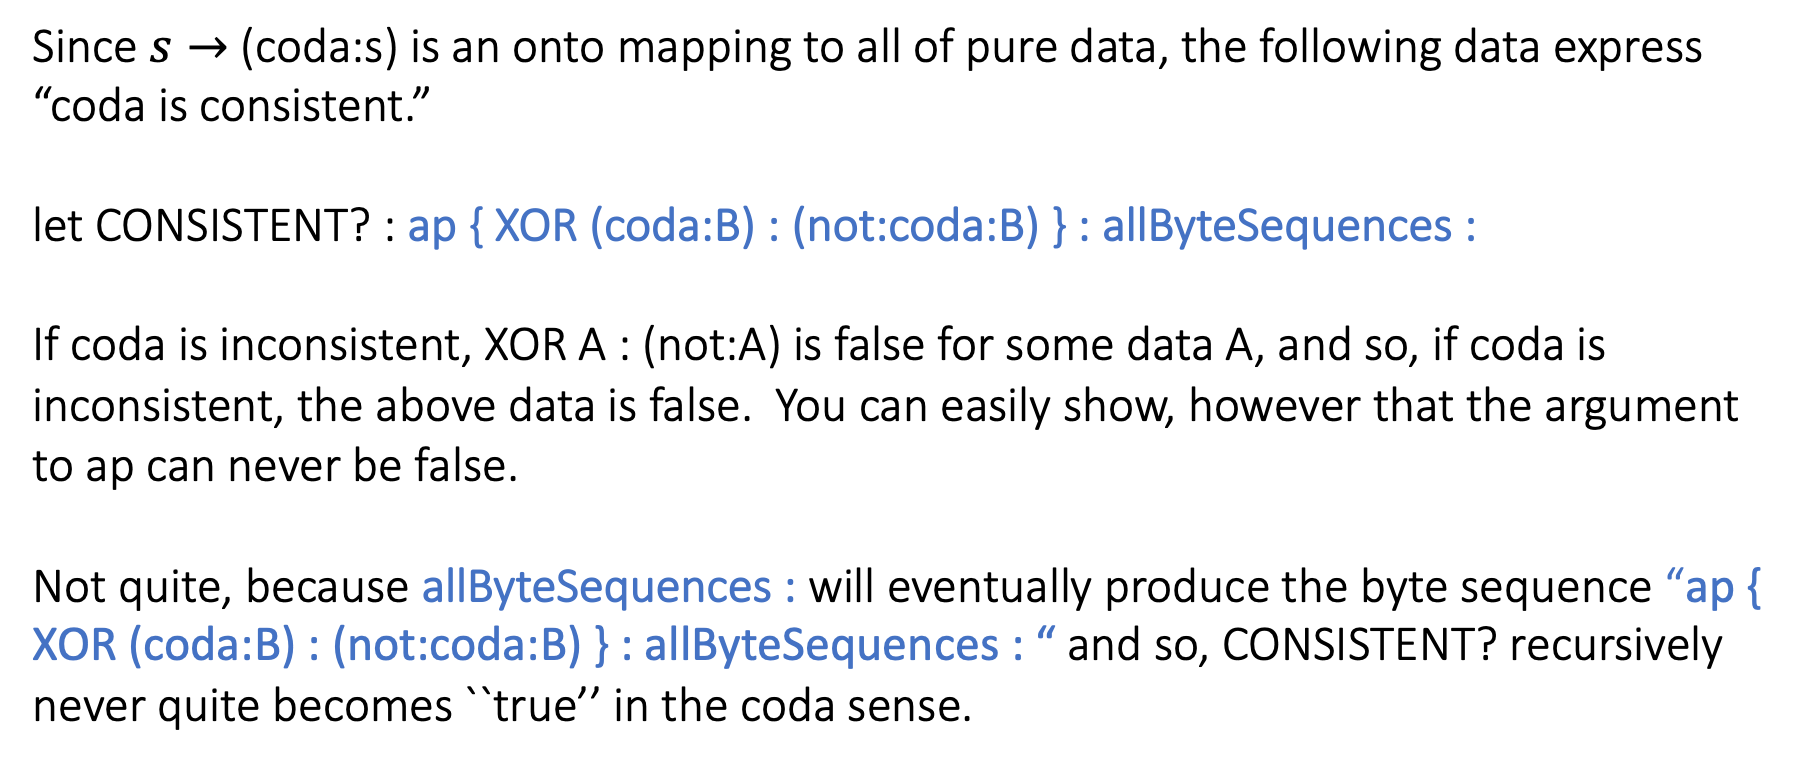 Since s → (coda:s) is an onto mapping to all of pure data, the following data express
“coda is consistent.”
let CONSISTENT? : ap { XOR (coda:B) : (not:coda:B) } : allByteSequences :
If coda is inconsistent, XOR A : (not:A) is false for some data A, and so, if coda is
inconsistent, the above data is false.  You can easily show, however that the argument
to ap can never be false.
Not quite, because allByteSequences : will eventually produce the byte sequence “ap {
XOR (coda:B) : (not:coda:B) } : allByteSequences : “ and so, CONSISTENT? recursively
never quite becomes ``true’’ in the coda sense.